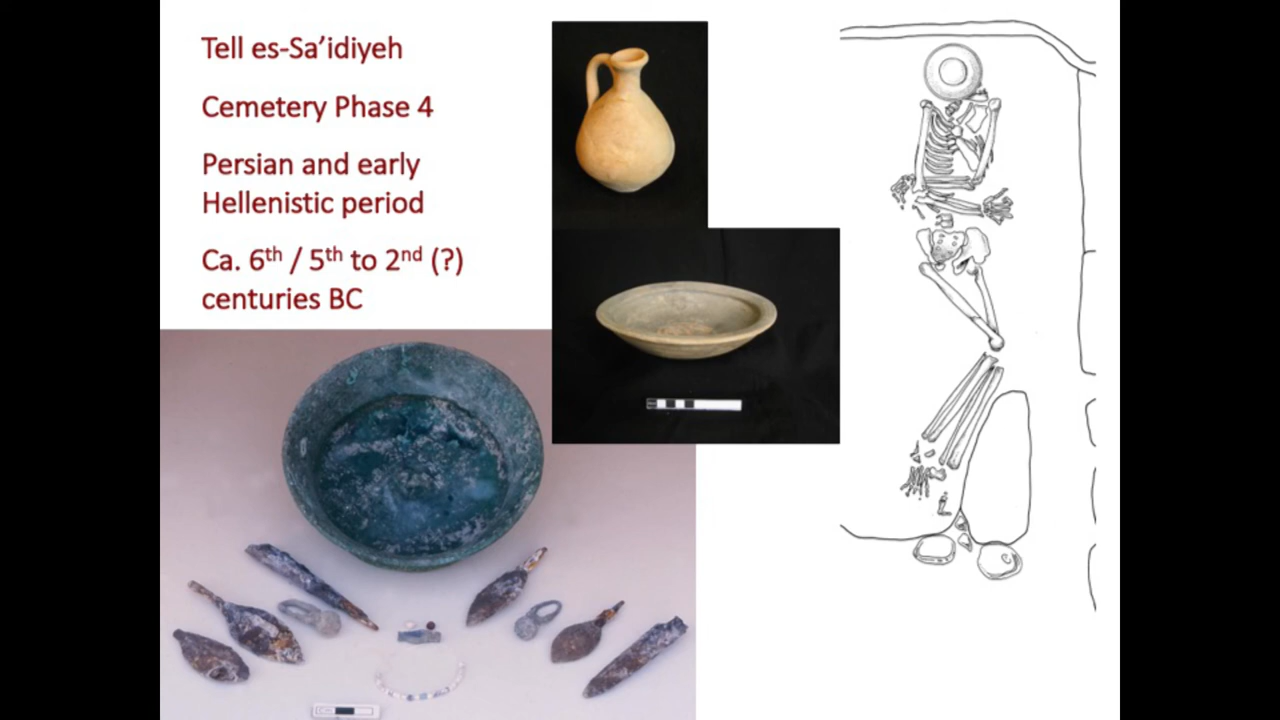 Tell es-Sa’idiyeh
Cemetery Phase 4
Persian and early
Hellenistic period
Ca. 6th / 5th to 2nd (?)
centuries BC